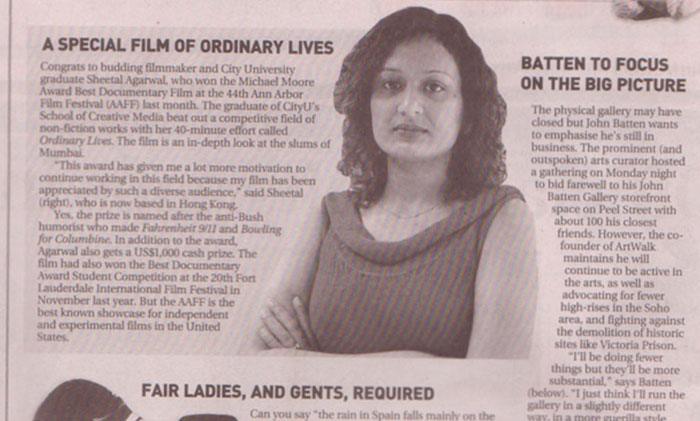 A SPECIAL FILM OF ORDINARY LIVES
Congrats to budding filmmaker and City University
graduate Sheetal Agarwal, who won the Michael Moore
Award Best Documentary Film at the 44th Ann Arbor
Film Festival (AAFF) last month. The graduate of CityU's
School of Creative Media beat out a competitive field of
non-fiction works with her 40-minute effort called
Ordinary Lives. The film is an in-depth look at the slums of
Mumbai.
"This award has given me a lot more motivation to
continue working in this field because my film has been
appreciated by such a diverse audience," said Sheetal
(right), who is now based in Hong Kong.
Yes, the prize is named after the anti-Bush
humorist who made Fahrenheit 9/11 and Bowling
for Columbine. In addition to the award,
Agarwal also gets a US$1,000 cash prize. The
film had also won the Best Documentary
Award Student Competition at the 20th Fort
Lauderdale International Film Festival in
November last year. But the AAFF is the
best known showcase for independent
and experimental films in the United
States.
BATTEN TO FOCUS
ON THE BIG PICTURE
The physical gallery may have
closed but John Batten wants
to emphasise he's still in
business. The prominent (and
outspoken) arts curator hosted
a gathering on Monday night
to bid farewell to his John
Batten Gallery storefront
space on Peel Street with
about 100 his closest
friends. However, the co-
founder of ArtWalk
maintains he will
continue to be active in
the arts, as well as
advocating for fewer
high-rises in the Soho
area, and fighting against
the demolition of historic
sites like Victoria Prison.
"I'll be doing fewer
things but they'll be more
substantial," says Batten
(below). "I just think I'll run the
gallery in a slightly different
way, in a more guerilla style
FAIR LADIES, AND GENTS, REQUIRED
Can you say "the rain in Spain falls mainly on the